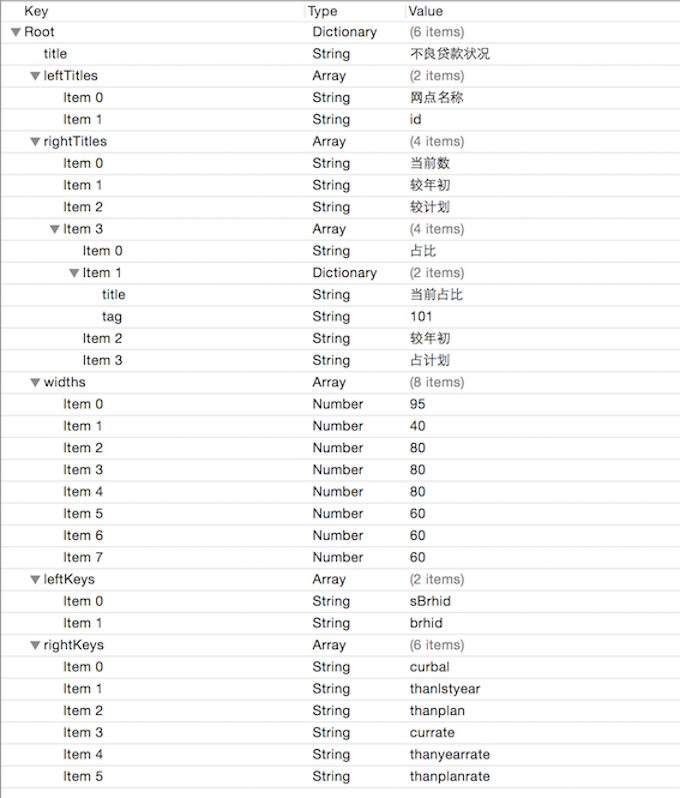 Key Type Value
Root Dictionary (6 items)
title String 不良贷款状况
leftTitles Array (2 items)
Item 0 String 网点名称
Item 1 String id
rightTitles Array (4 items)
Item 0 String 当前数
Item 1 String 较年初
Item 2 String 较计划
Item 3 Array (4 items)
Item 0 String 占比
Item 1 Dictionary (2 items)
title String 当前占比
tag String 101
Item 2 String 较年初
Item 3 String 占计划
widths Array (8 items)
Item 0 Number 95
Item 1 Number 40
Item 2 Number 80
Item 3 Number 80
Item 4 Number 80
Item 5 Number 60
Item 6 Number 60
Item 7 Number 60
leftKeys Array (2 items)
Item 0 String sBrhid
Item 1 String brhid
rightKeys Array (6 items)
Item 0 String curbal
Item 1 String thanlstyear
Item 2 String thanplan
Item 3 String currate
Item 4 String thanyearrate
Item 5 String thanplanrate